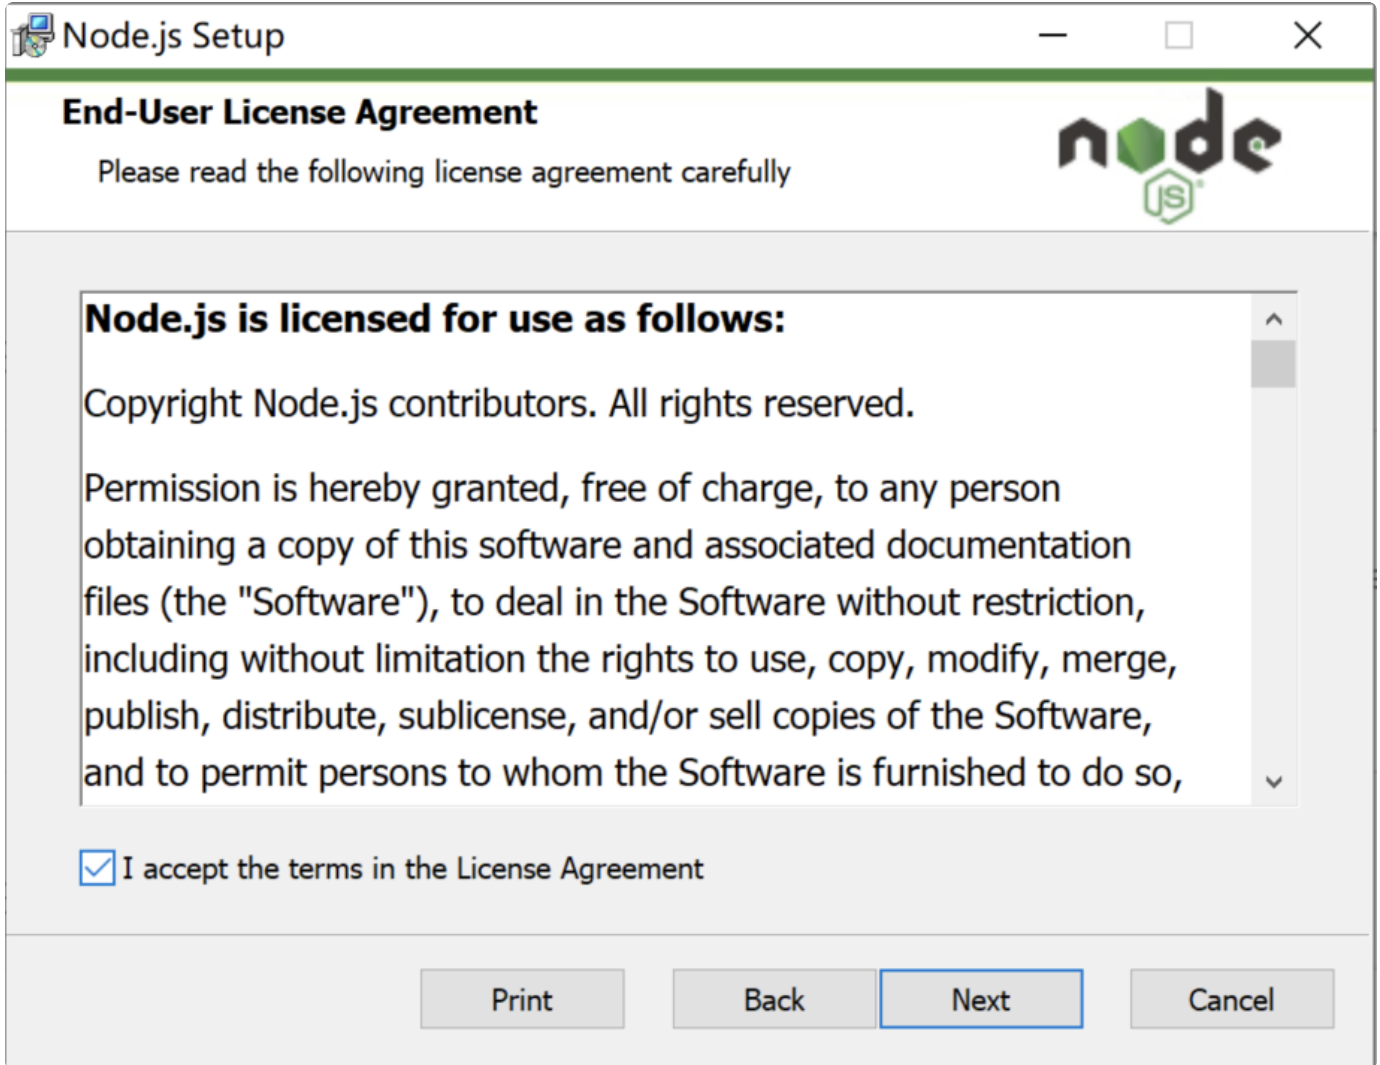 Node.js Setup
End-User License Agreement
Please read the following license agreement carefully
node
JS
Node.js is licensed for use as follows:
Copyright Node.js contributors. All rights reserved.
Permission is hereby granted, free of charge, to any person
obtaining a copy of this software and associated documentation
files (the "Software"), to deal in the Software without restriction,
including without limitation the rights to use, copy, modify, merge,
publish, distribute, sublicense, and/or sell copies of the Software,
and to permit persons to whom the Software is furnished to do so,
I accept the terms in the License Agreement
Print
Back
Next
Cancel